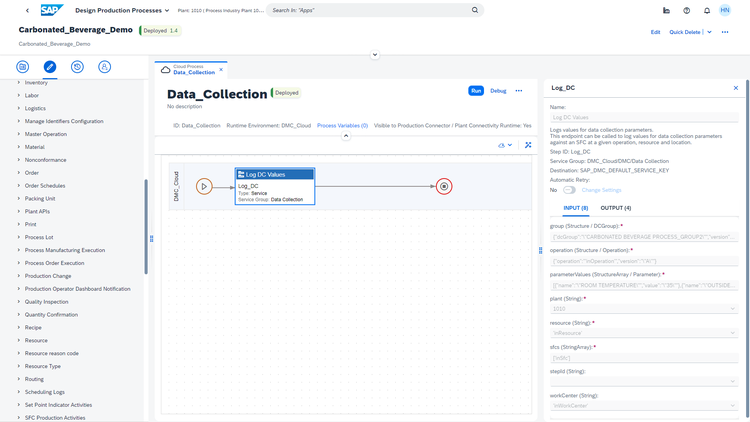 SAP
Design Production Processes
Plant: 1010 ( Process Industry Plant 10...
Search In: "Apps"
HN
Carbonated_Beverage_Demo
Deployed 1.4
Carbonated_Beverage_Demo
Edit
Quick Delete
Inventory
Labor
Logistics
Manage Identifiers Configuration
Master Operation
Material
Nonconformance
Order
Order Schedules
Packing Unit
Plant APIs
Print
Process Lot
Process Manufacturing Execution
Process Order Execution
Production Change
Production Operator Dashboard Notification
Quality Inspection
Quantity Confirmation
Recipe
Resource
Resource reason code
Resource Type
Routing
Scheduling Logs
Set Point Indicator Activities
SFC Production Activities
Cloud Process
Data_Collection
Data_Collection
Deployed
Run
Debug
No description
ID: Data_Collection
Runtime Environment: DMC_Cloud
Process Variables (0)
Visible to Production Connector / Plant Connectivity Runtime: Yes
DMC_Cloud
Log DC Values
Log_DC
Type: Service
Service Group: Data Collection
Log_DC
Name:
Log DC Values
Logs values for data collection parameters.
This endpoint can be called to log values for data collection parameters
against an SFC at a given operation, resource and location.
Step ID: Log_DC
Service Group: DMC_Cloud/DMC/Data Collection
Destination: SAP_DMC_DEFAULT_SERVICE_KEY
Automatic Retry:
No
Change Settings
INPUT (8)
OUTPUT (4)
group (Structure / DCGroup):*
operation (Structure / Operation):*
parameterValues (StructureArray / Parameter):*
plant (String):*
1010
resource (String):*
'inResource'
sfcs (StringArray):*
['inSfc']
stepId (String):
workCenter (String):
'inWorkCenter'